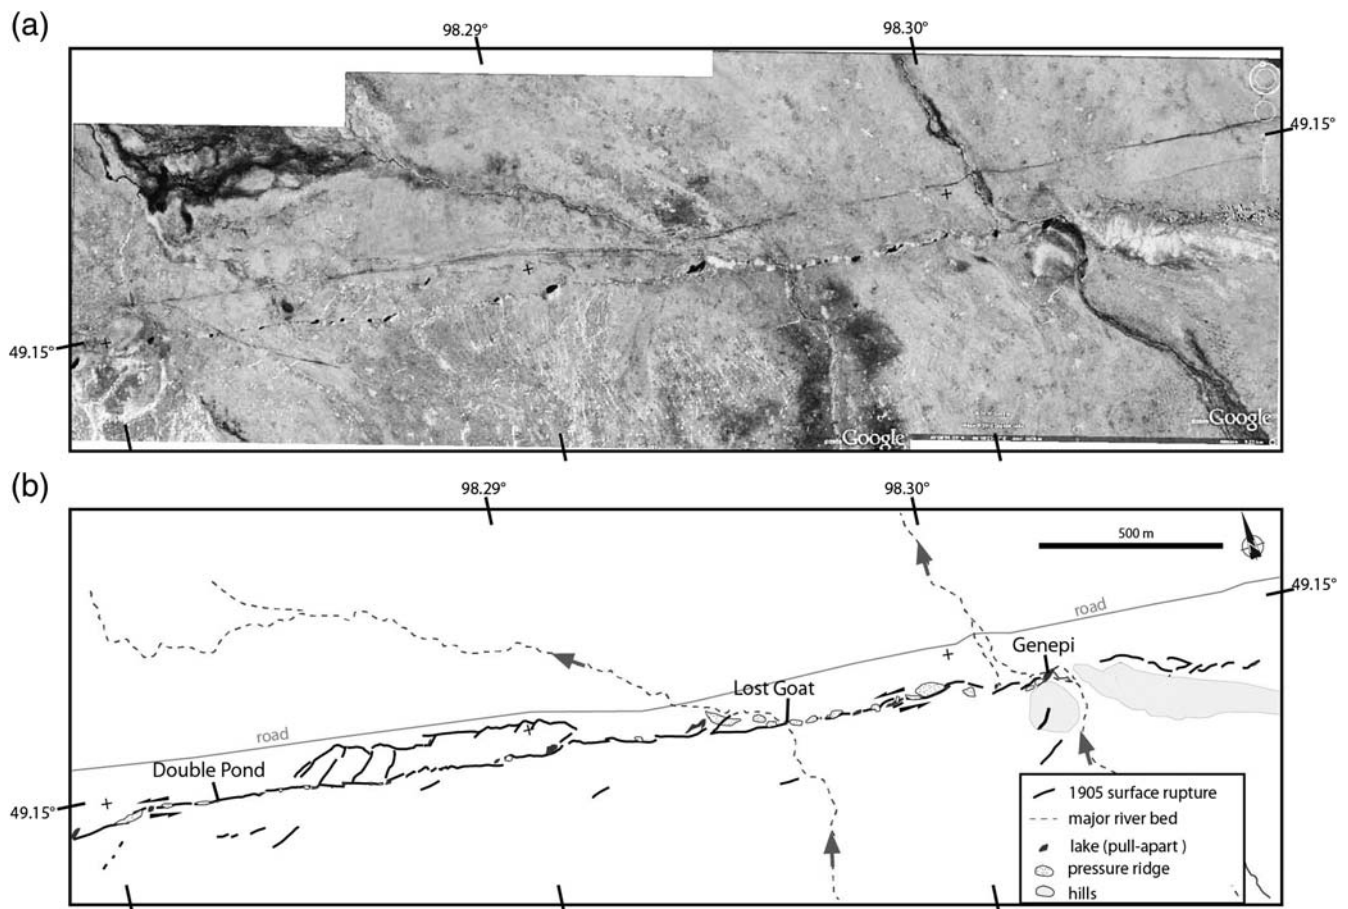 (a)
98.29°
98.30°
49.15°
49.15°
Google
Google
(b)
98.29°
98.30°
500 m
49.15°
road
Genepi
Lost Goat
road
Double Pond
49.15°
1905 surface rupture
major river bed
lake (pull-apart )
pressure ridge
hills